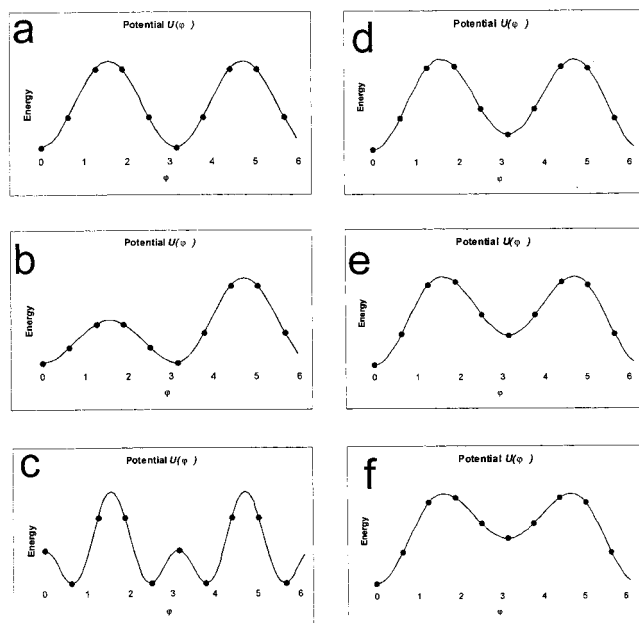 a
Potential U(φ )
Energy
0 1 2 3 4 5 6
φ
b
Potential U(φ )
Energy
0 1 2 3 4 5 6
φ
c
Potential U(φ )
Energy
0 1 2 3 4 5 6
φ
d
Potential U(φ )
Energy
0 1 2 3 4 5 6
φ
e
Potential U(φ )
Energy
0 1 2 3 4 5 6
φ
f
Potential U(φ )
Energy
0 1 2 3 4 5 6
φ